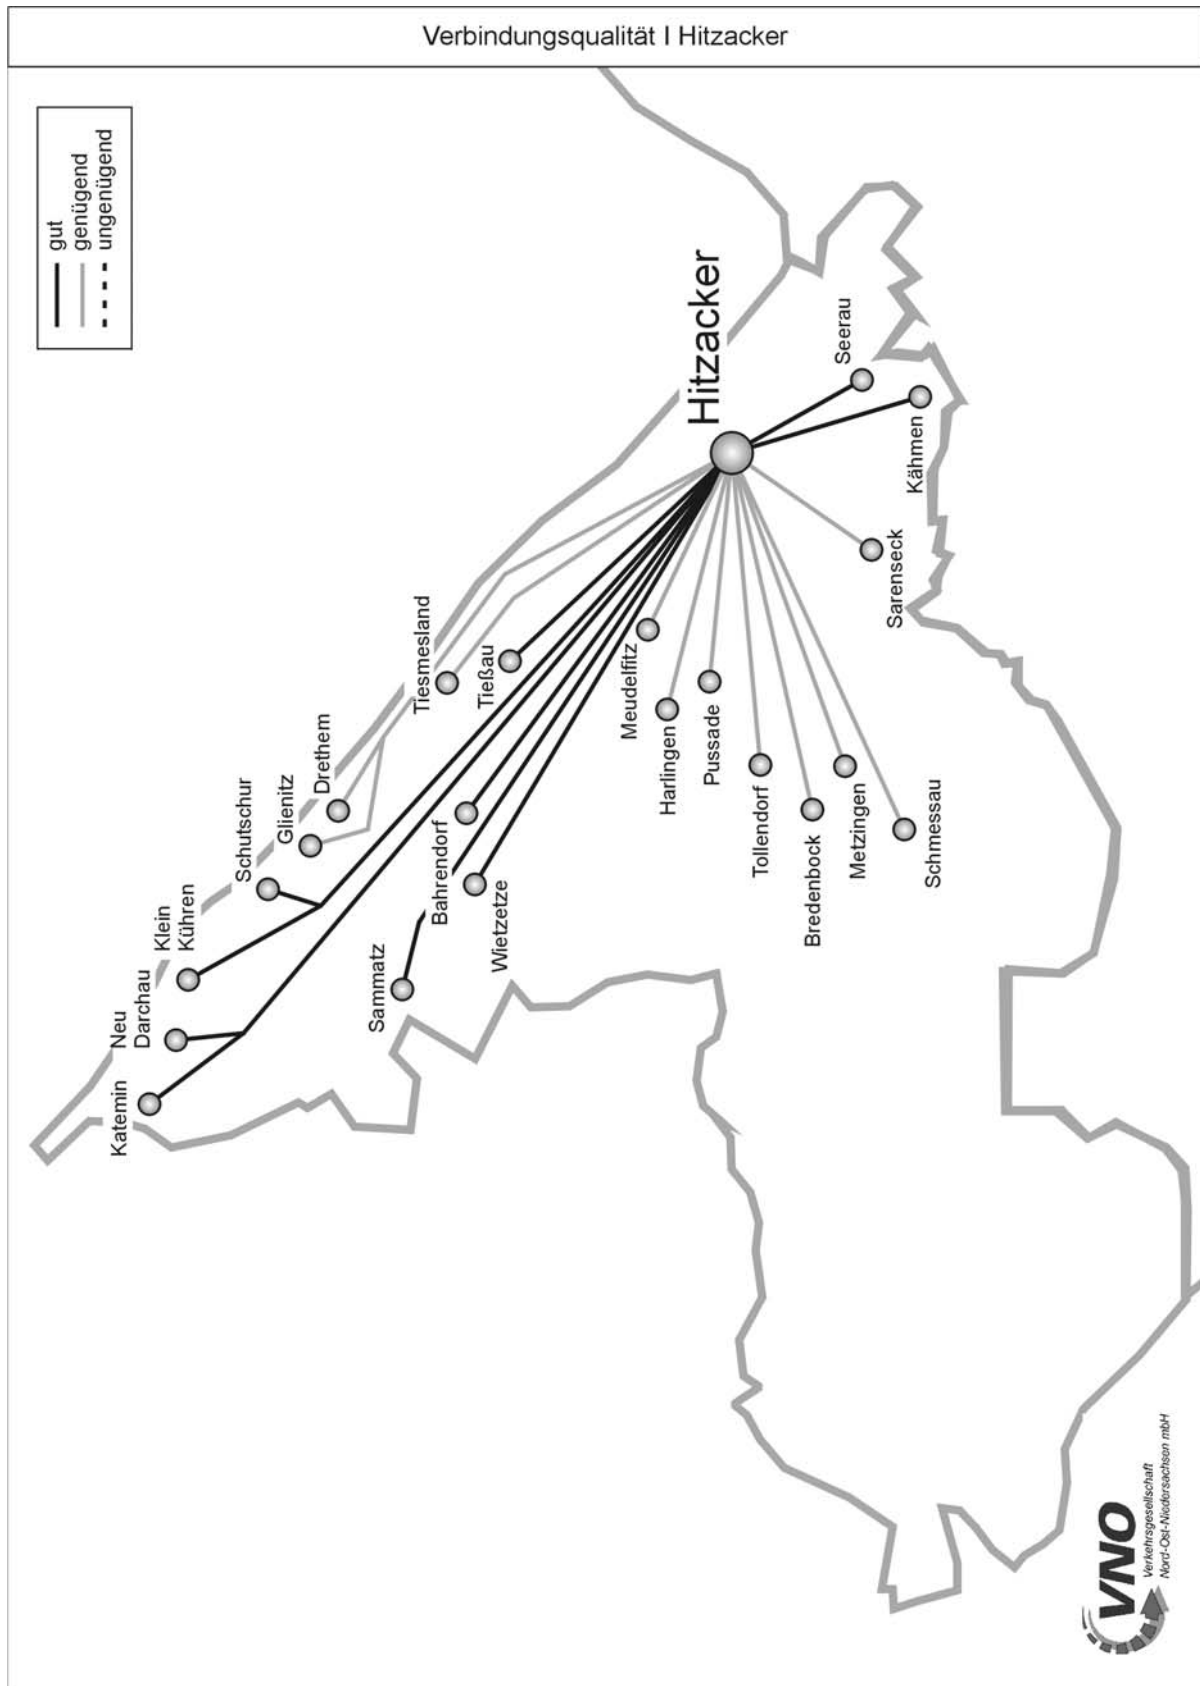 Verbindungsqualität I Hitzacker
gut
genügend
ungenügend
Hitzacker
Seerau
Kähmen
Sarenseck
Tiesmesland
Tießau
Meudelfitz
Harlingen
Pussade
Tollendorf
Bredenbock
Metzingen
Schmessau
Drethem
Glienitz
Schutschur
Klein
Kühren
Neu
Darchau
Katemin
Bahrendorf
Wietzetze
Sammatz
VNO
Verkehrsgesellschaft
Nord-Ost-Niedersachsen mbH